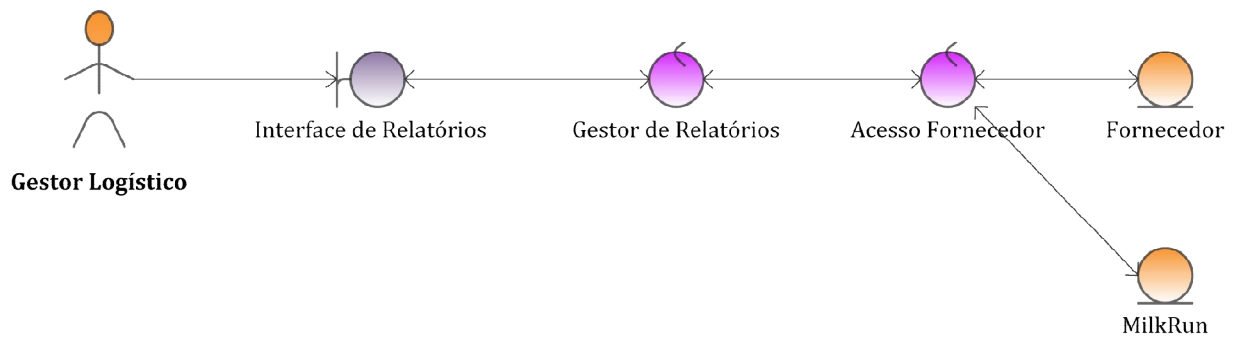 Interface de Relatórios
Gestor de Relatórios
Acesso Fornecedor
Fornecedor
Gestor Logístico
MilkRun